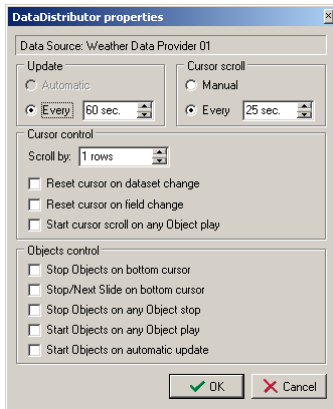 DataDistributor properties
Data Source: Weather Data Provider 01
Update
Automatic
Every 60 sec.
Cursor scroll
Manual
Every 25 sec.
Cursor control
Scroll by: 1 rows
Reset cursor on dataset change
Reset cursor on field change
Start cursor scroll on any Object play
Objects control
Stop Objects on bottom cursor
Stop/Next Slide on bottom cursor
Stop Objects on any Object stop
Start Objects on any Object play
Start Objects on automatic update
OK Cancel